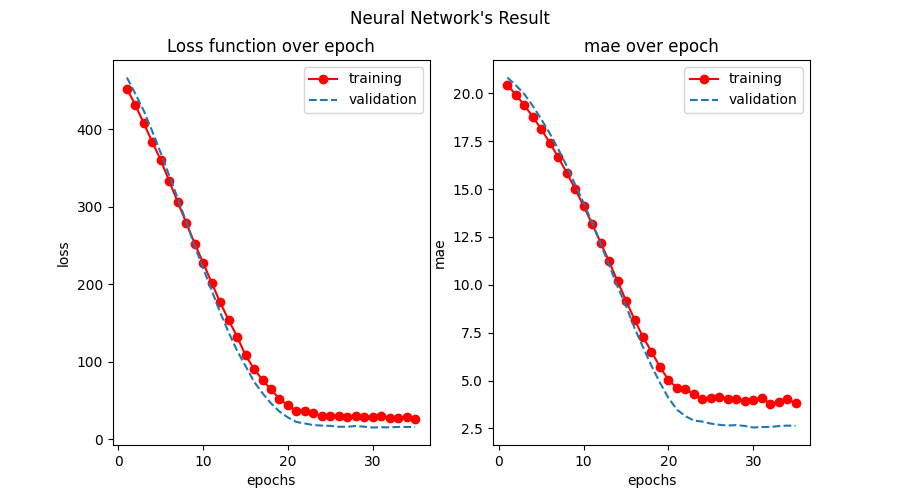 Neural Network's Result
Loss function over epoch
training
validation
400
300
200
100
0
loss
0 10 20 30
epochs
mae over epoch
training
validation
20.0
17.5
15.0
12.5
10.0
7.5
5.0
2.5
mae
0 10 20 30
epochs